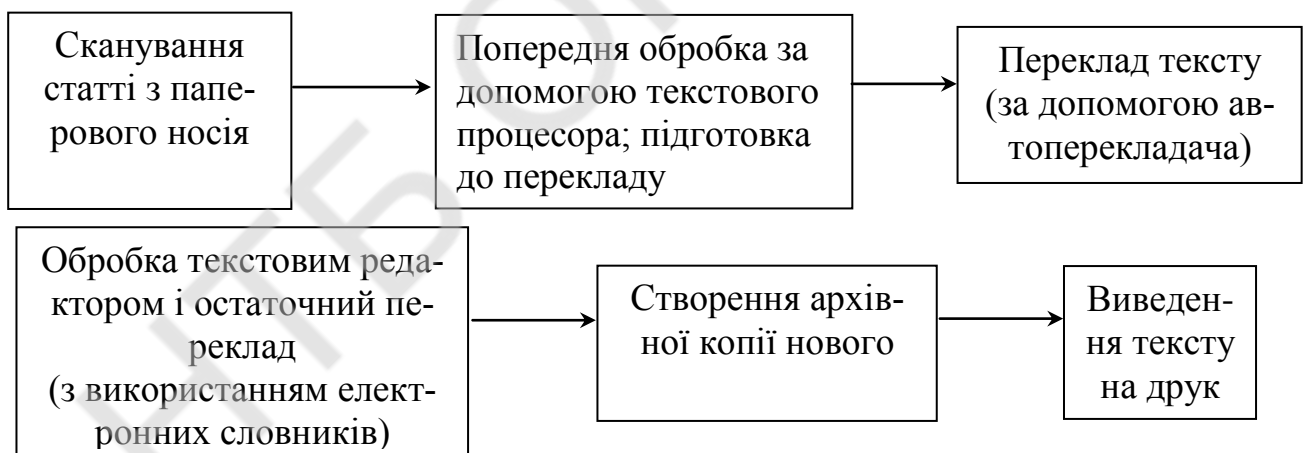 Сканування
статті з папе-
рового носія
Попередня обробка за
допомогою текстового
процесора; підготовка
до перекладу
Переклад тексту
(за допомогою ав-
топерекладача)
Обробка текстовим реда-
ктором і остаточний пе-
реклад
(з використанням елект-
ронних словників)
Створення архів-
ної копії нового
Виведен-
ня тексту
на друк